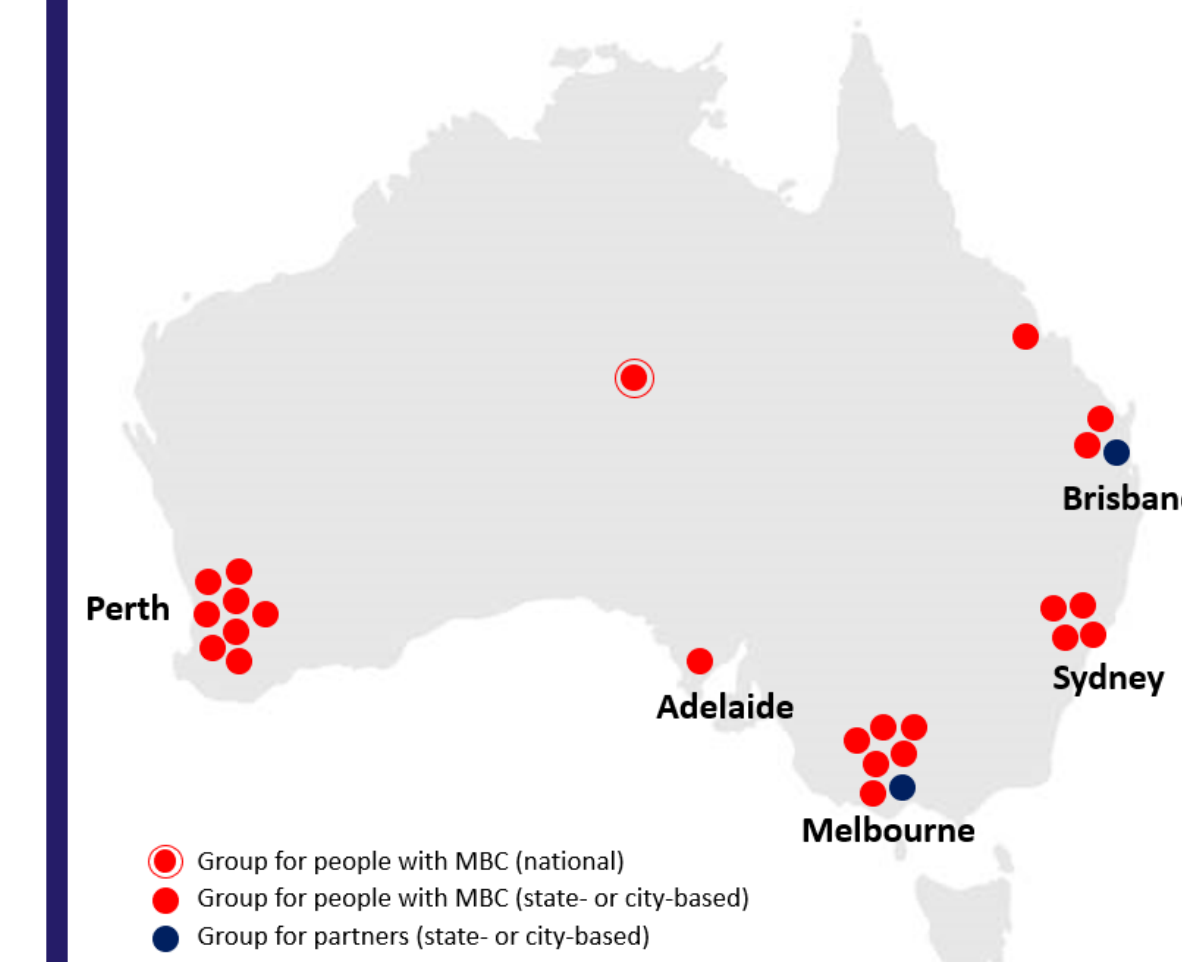 Brisban
Perth
Sydney
Adelaide
Melbourne
Group for people with MBC (national)
Group for people with MBC (state- or city-based)
Group for partners (state- or city-based)